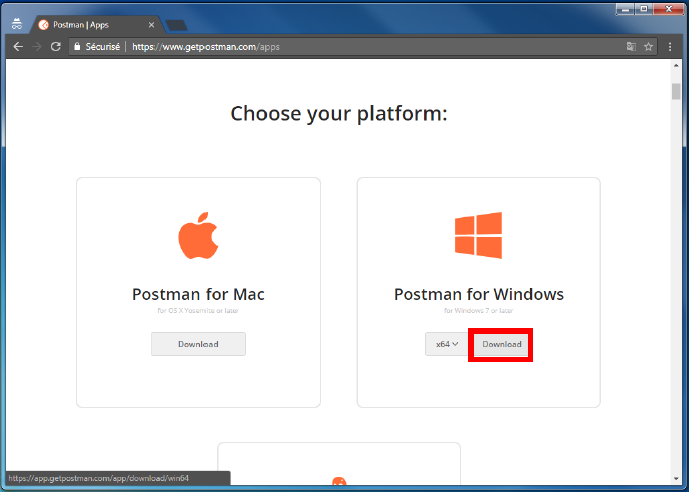 Postman | Apps
Sécurisé | https://www.getpostman.com/apps
Choose your platform:
Postman for Mac
for OS X Yosemite or later
Download
Postman for Windows
for Windows 7 or later
x64
Download
https://app.getpostman.com/app/download/win64